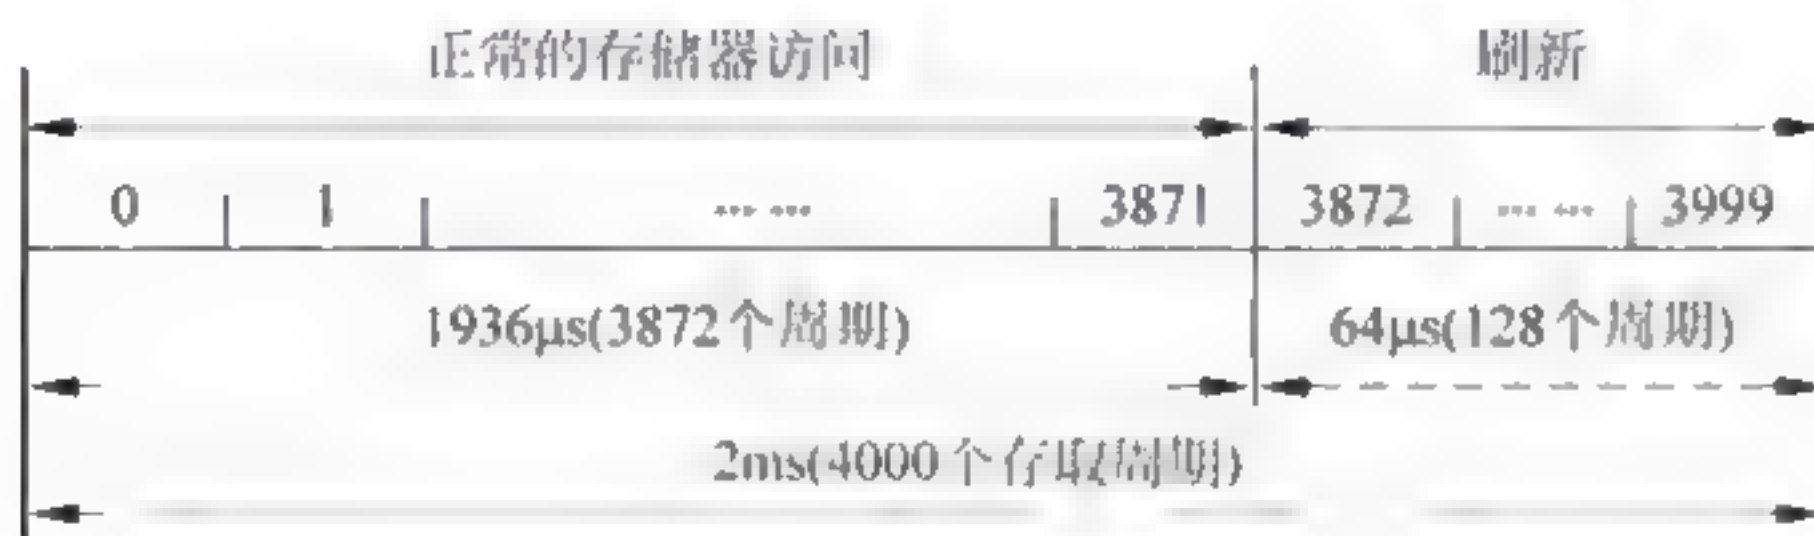 正常的存储器访问 刷新
0 1 …… 3871 3872 …… 3999
1936μs(3872个周期) 64μs(128个周期)
2ms(4000个存取周期)